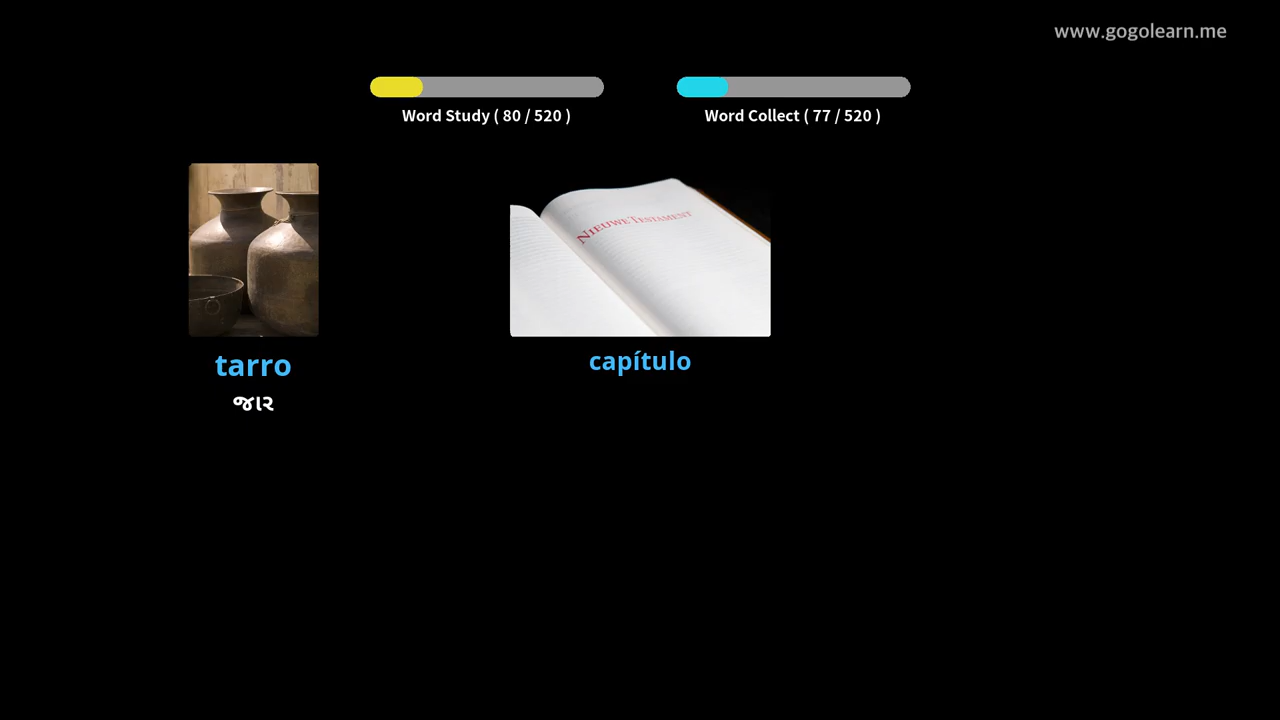 www.gogolearn.me
Word Study ( 80 / 520 )
Word Collect ( 77 / 520 )
NIEUWE TESTAMENT
tarro
capítulo
જાર